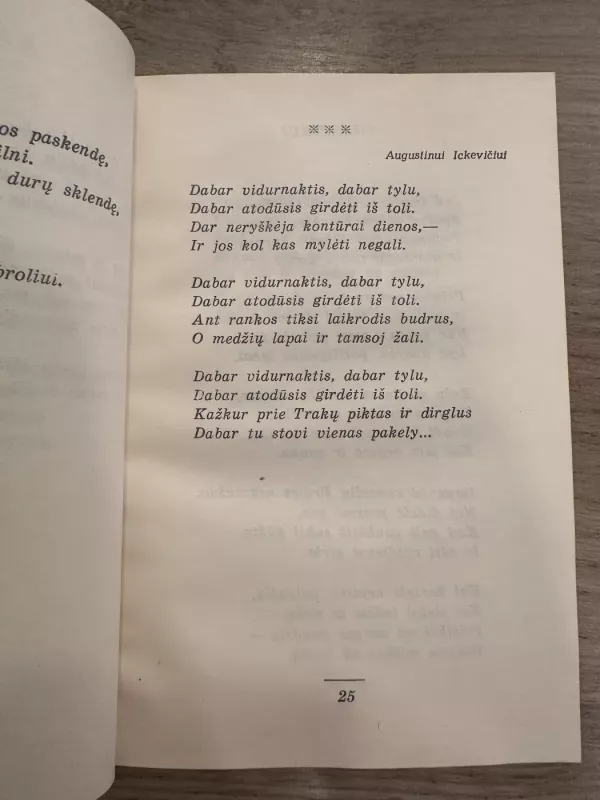 os paskendę,
ilni.
durų sklendę,
broliui.
※ ※ ※
Augustinui Ickevičiui
Dabar vidurnaktis, dabar tylu,
Dabar atodūsis girdėti iš toli.
Dar neryškėja kontūrai dienos,—
Ir jos kol kas mylėti negali.
Dabar vidurnaktis, dabar tylu,
Dabar atodūsis girdėti iš toli.
Ant rankos tiksi laikrodis budrus,
O medžių lapai ir tamsoj žali.
Dabar vidurnaktis, dabar tylu,
Dabar atodūsis girdėti iš toli.
Kažkur prie Trakų piktas ir dirglus
Dabar tu stovi vienas pakely...
25